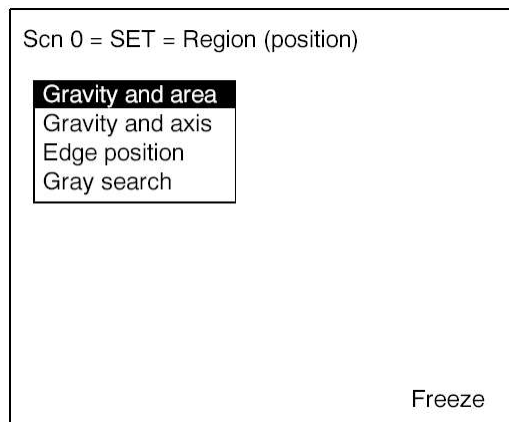 Scn 0 = SET = Region (position)
Gravity and area
Gravity and axis
Edge position
Gray search
Freeze